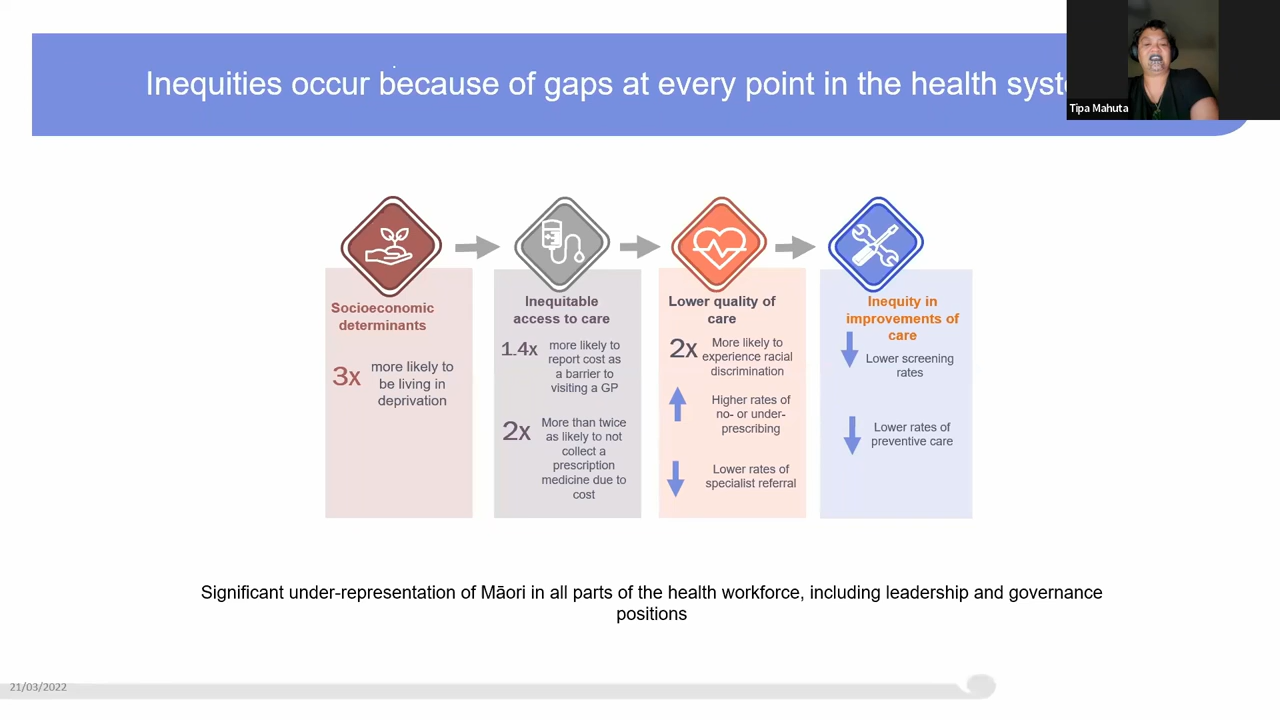 Inequities occur because of gaps at every point in the health syst
Tipa Mahuta
Socioeconomic
determinants
3x
more likely to
be living in
deprivation
Inequitable
access to care
1.4x
more likely to
report cost as
a barrier to
visiting a GP
2x
More than twice
as likely to not
collect a
prescription
medicine due to
cost
Lower quality of
care
2x
More likely to
experience racial
discrimination
Higher rates of
no- or under-
prescribing
Lower rates of
specialist referral
Inequity in
improvements of
care
Lower screening
rates
Lower rates of
preventive care
Significant under-representation of Māori in all parts of the health workforce, including leadership and governance
positions
21/03/2022